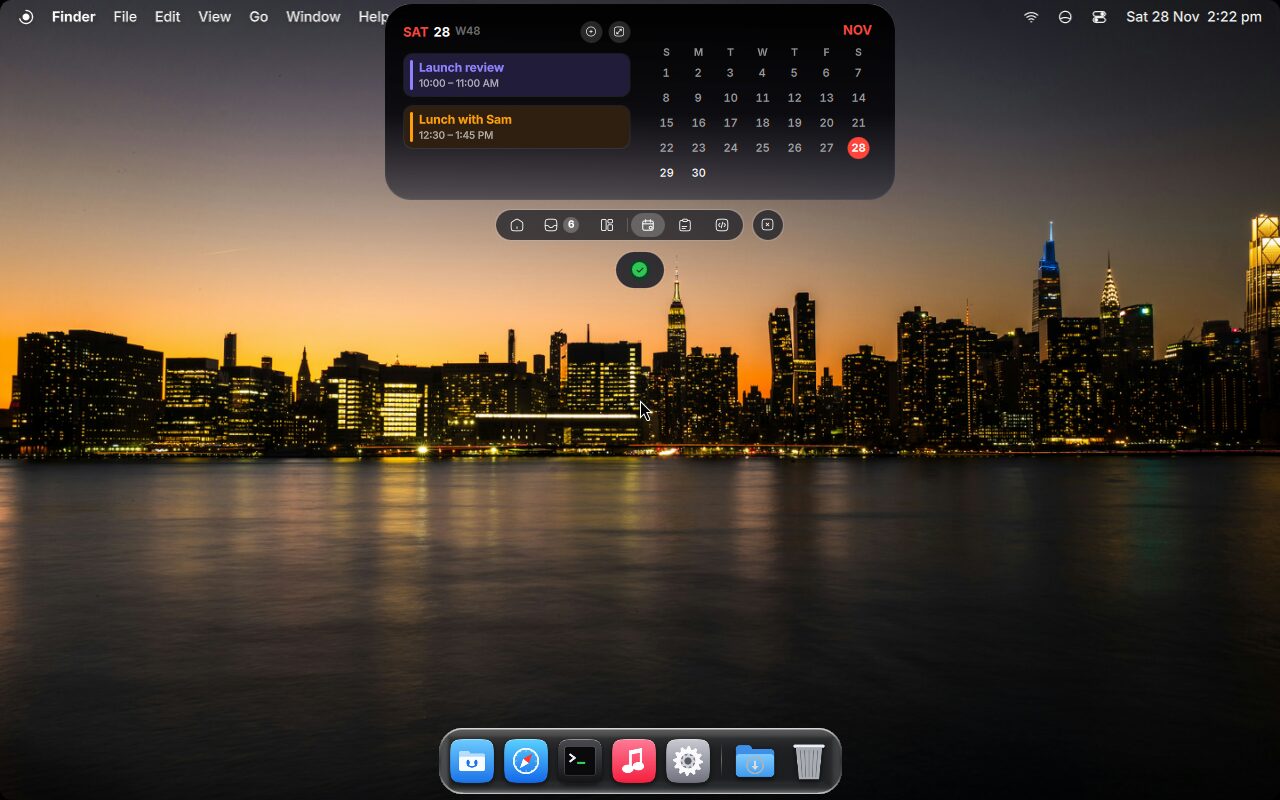 Finder File Edit View Go Window Help
Sat 28 Nov 2:22 pm
SAT 28 W48
Launch review
10:00 – 11:00 AM
Lunch with Sam
12:30 – 1:45 PM
NOV
S M T W T F S
1 2 3 4 5 6 7
8 9 10 11 12 13 14
15 16 17 18 19 20 21
22 23 24 25 26 27 28
29 30
6